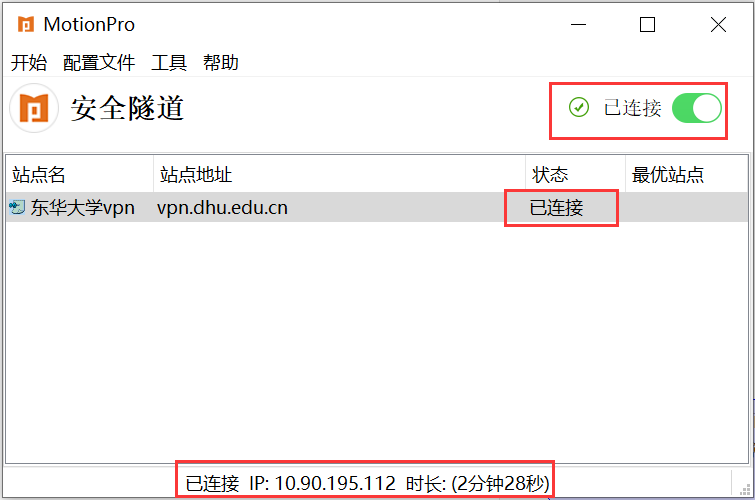 MotionPro
开始 配置文件 工具 帮助
安全隧道 已连接
站点名 站点地址 状态 最优站点
东华大学vpn vpn.dhu.edu.cn 已连接
已连接 IP: 10.90.195.112 时长: (2分钟28秒)